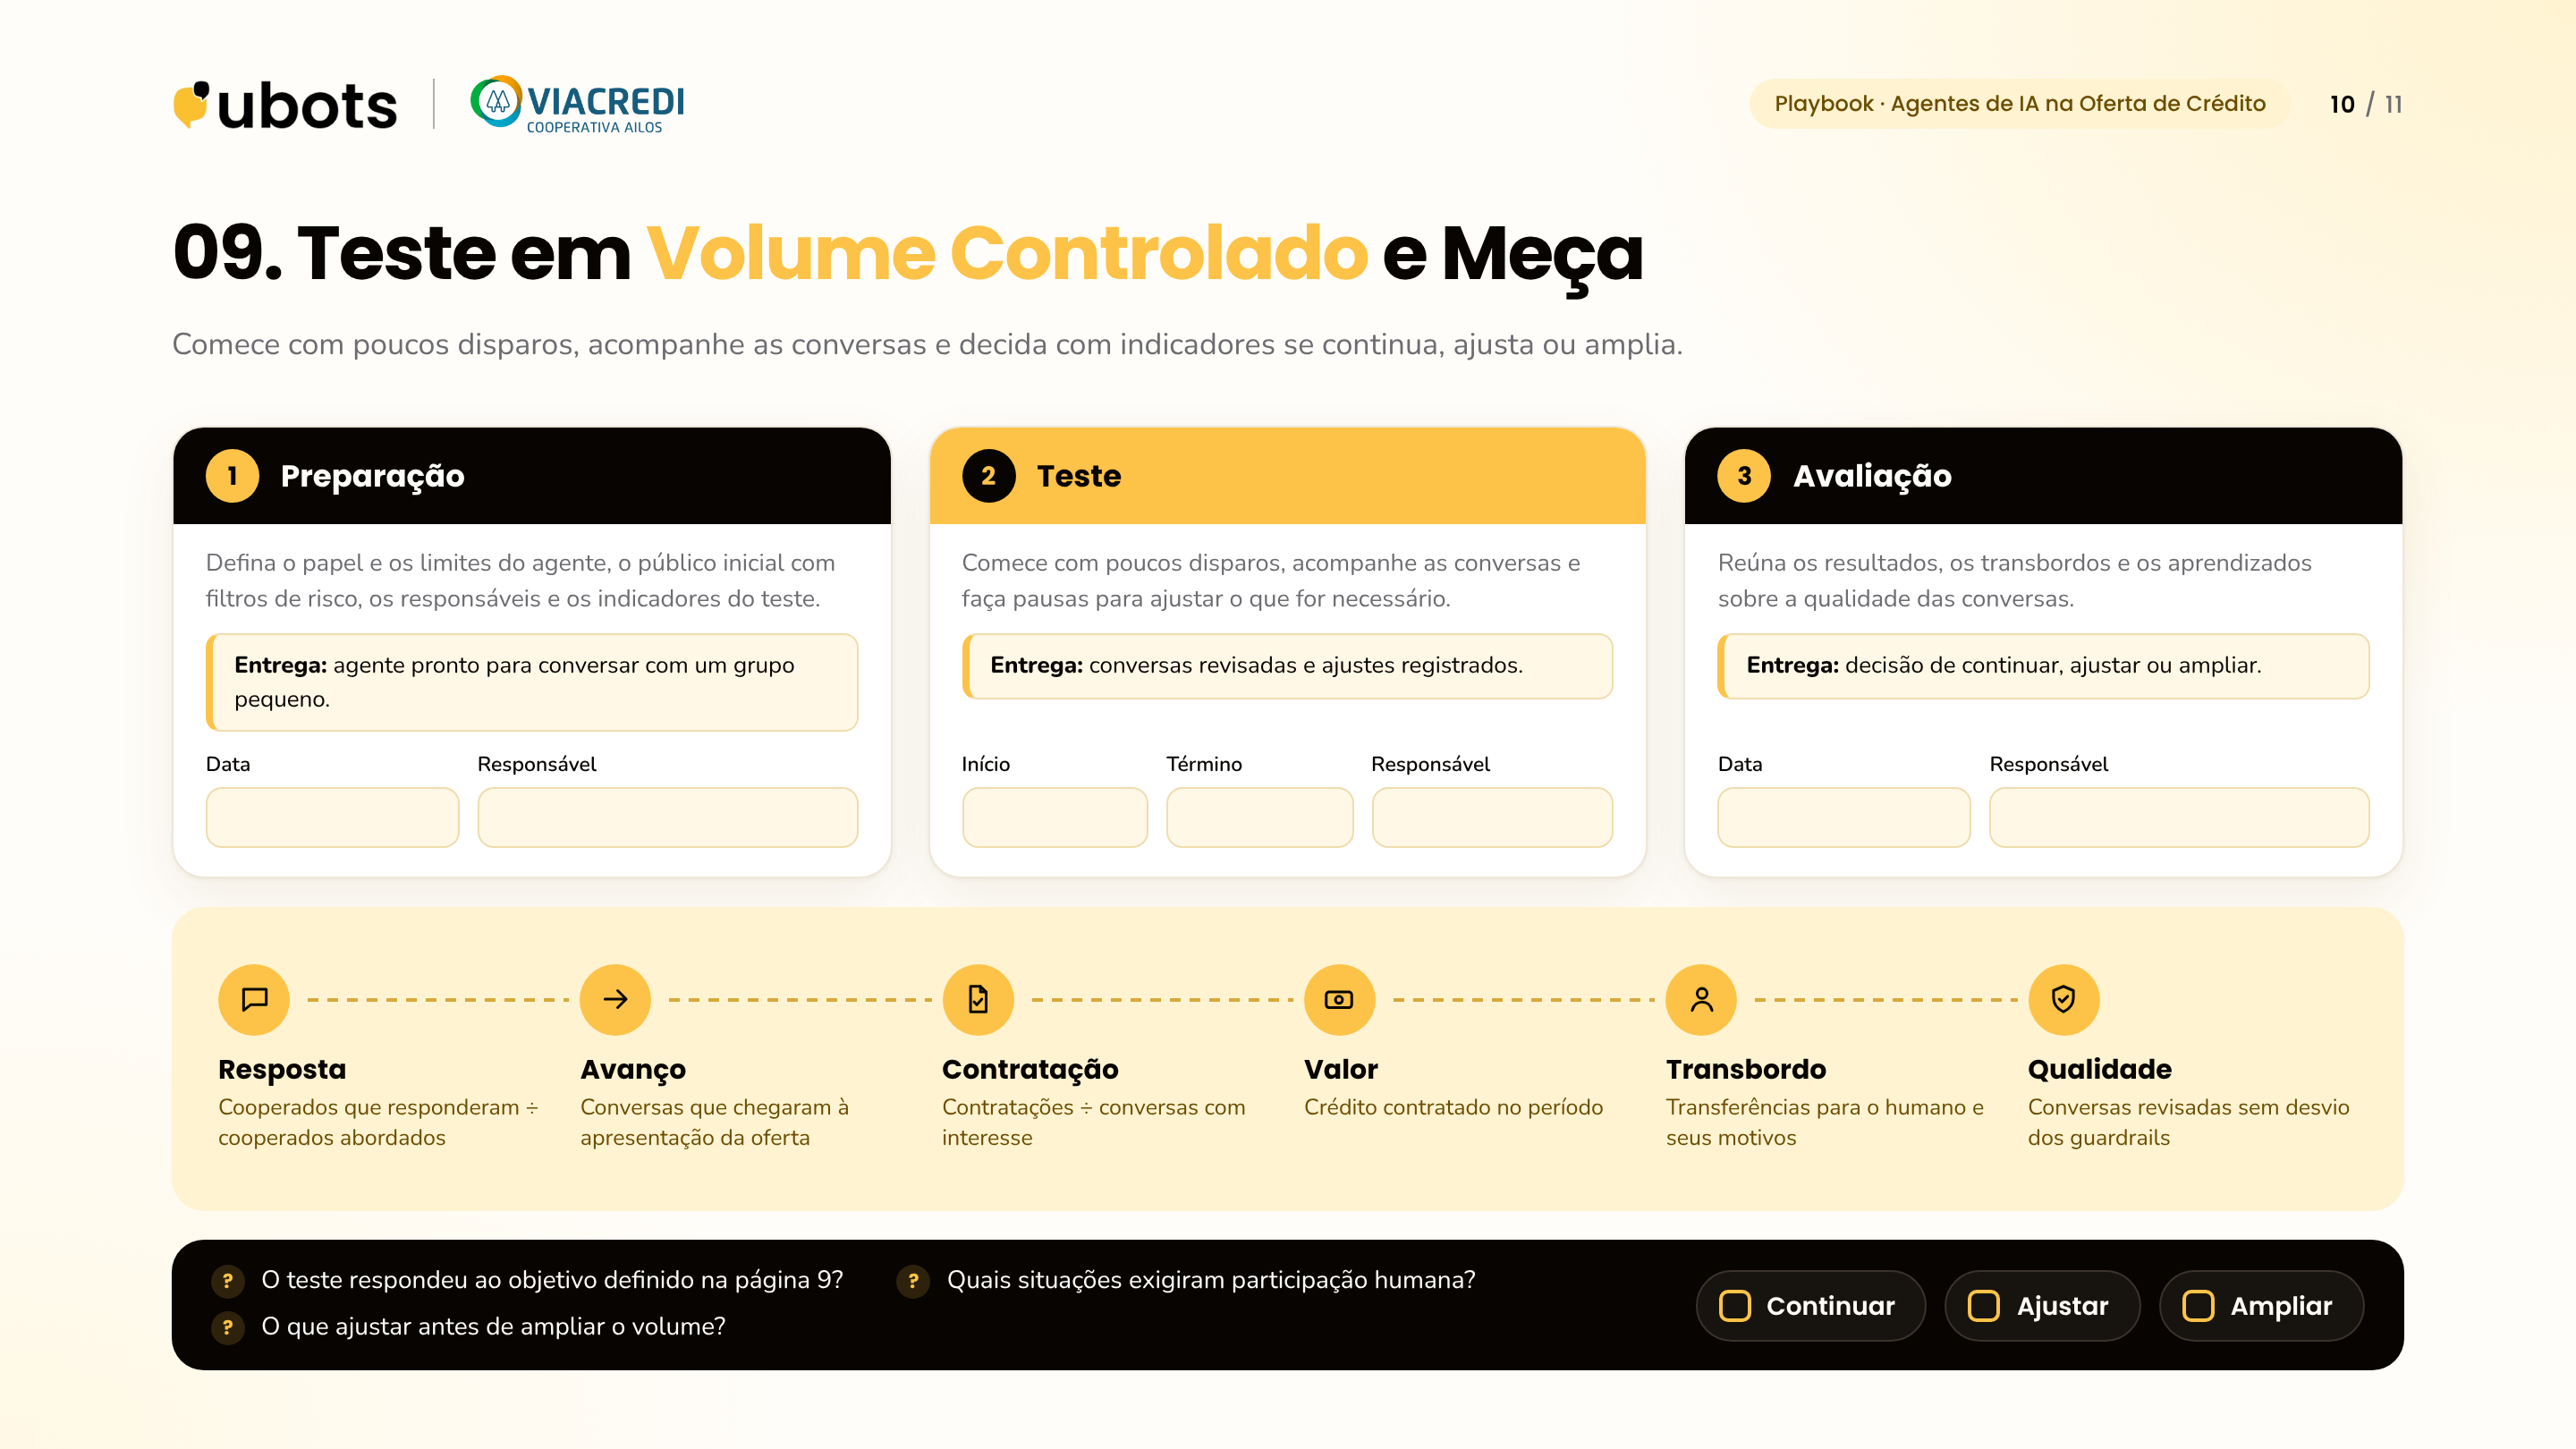 ubots
VIACREDI
COOPERATIVA AILOS
Playbook · Agentes de IA na Oferta de Crédito
10 / 11
09. Teste em Volume Controlado e Meça
Comece com poucos disparos, acompanhe as conversas e decida com indicadores se continua, ajusta ou amplia.
1 Preparação
Defina o papel e os limites do agente, o público inicial com
filtros de risco, os responsáveis e os indicadores do teste.
Entrega: agente pronto para conversar com um grupo
pequeno.
Data Responsável
2 Teste
Comece com poucos disparos, acompanhe as conversas e
faça pausas para ajustar o que for necessário.
Entrega: conversas revisadas e ajustes registrados.
Início Término Responsável
3 Avaliação
Reúna os resultados, os transbordos e os aprendizados
sobre a qualidade das conversas.
Entrega: decisão de continuar, ajustar ou ampliar.
Data Responsável
Resposta
Cooperados que responderam ÷
cooperados abordados
Avanço
Conversas que chegaram à
apresentação da oferta
Contratação
Contratações ÷ conversas com
interesse
Valor
Crédito contratado no período
Transbordo
Transferências para o humano e
seus motivos
Qualidade
Conversas revisadas sem desvio
dos guardrails
? O teste respondeu ao objetivo definido na página 9?
? Quais situações exigiram participação humana?
? O que ajustar antes de ampliar o volume?
Continuar
Ajustar
Ampliar